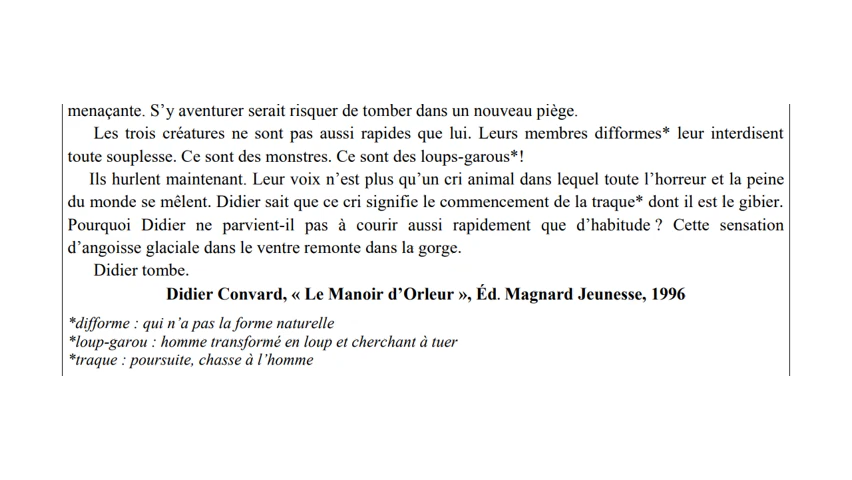 menaçante. S’y aventurer serait risquer de tomber dans un nouveau piège.
Les trois créatures ne sont pas aussi rapides que lui. Leurs membres difformes* leur interdisent
toute souplesse. Ce sont des monstres. Ce sont des loups-garous*!
Ils hurlent maintenant. Leur voix n’est plus qu’un cri animal dans lequel toute l’horreur et la peine
du monde se mêlent. Didier sait que ce cri signifie le commencement de la traque* dont il est le gibier.
Pourquoi Didier ne parvient-il pas à courir aussi rapidement que d’habitude ? Cette sensation
d’angoisse glaciale dans le ventre remonte dans la gorge.
Didier tombe.
Didier Convard, « Le Manoir d’Orleur », Éd. Magnard Jeunesse, 1996
*difforme : qui n’a pas la forme naturelle
*loup-garou : homme transformé en loup et cherchant à tuer
*traque : poursuite, chasse à l’homme